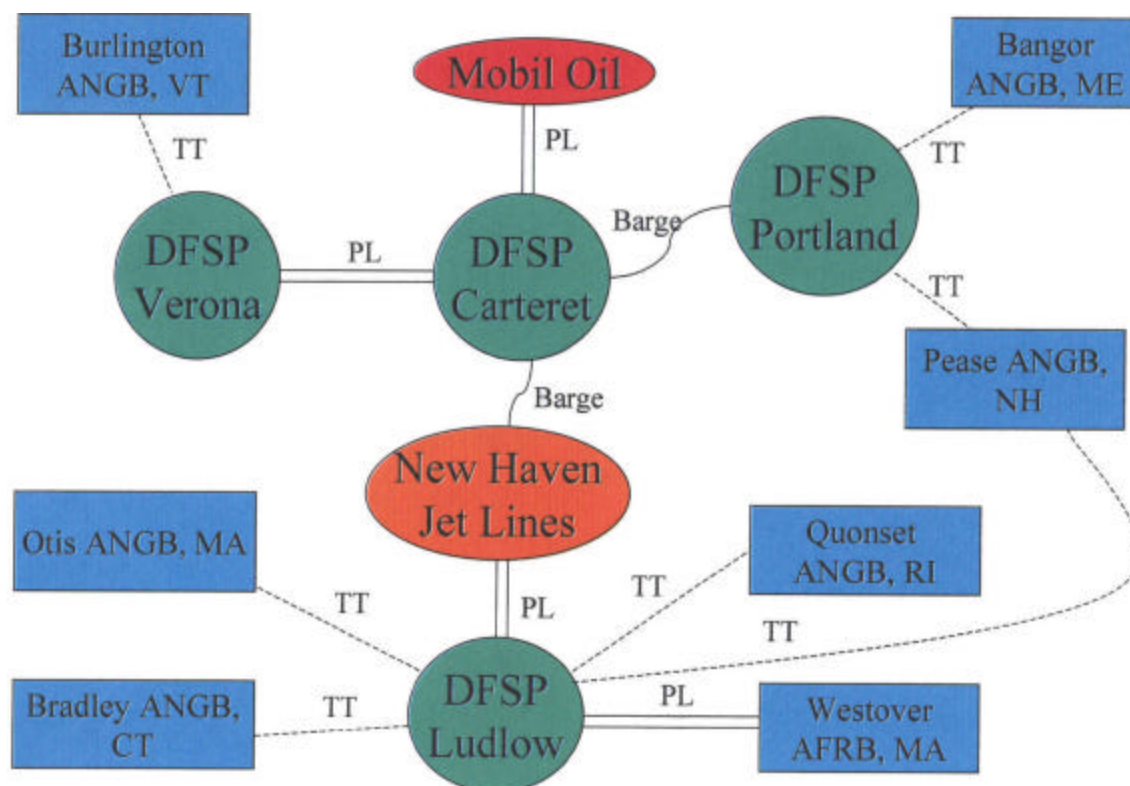 Burlington
ANGB, VT
Mobil Oil
Bangor
ANGB, ME
TT
PL
TT
DFSP
Portland
Barge
DFSP
Verona
PL
DFSP
Carteret
TT
Pease ANGB,
NH
Barge
New Haven
Jet Lines
Otis ANGB, MA
Quonset
ANGB, RI
TT
PL
TT
TT
Bradley ANGB,
CT
TT
DFSP
Ludlow
PL
Westover
AFRB, MA